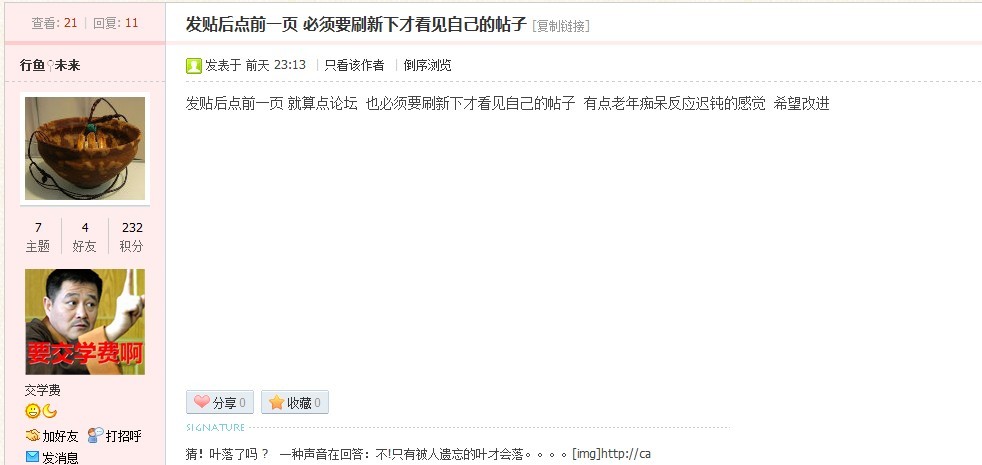 查看: 21 | 回复: 11
发贴后点前一页 必须要刷新下才看见自己的帖子 [复制链接]
行鱼♀未来
发表于 前天 23:13 | 只看该作者 | 倒序浏览
发贴后点前一页 就算点论坛 也必须要刷新下才看见自己的帖子 有点老年痴呆反应迟钝的感觉 希望改进
7 4 232
主题 好友 积分
要交学费啊
交学费
加好友 打招呼
发消息
分享 0 收藏 0
SIGNATURE
猜！叶落了吗？ 一种声音在回答：不!只有被人遗忘的叶才会落。。。。[img]http://ca